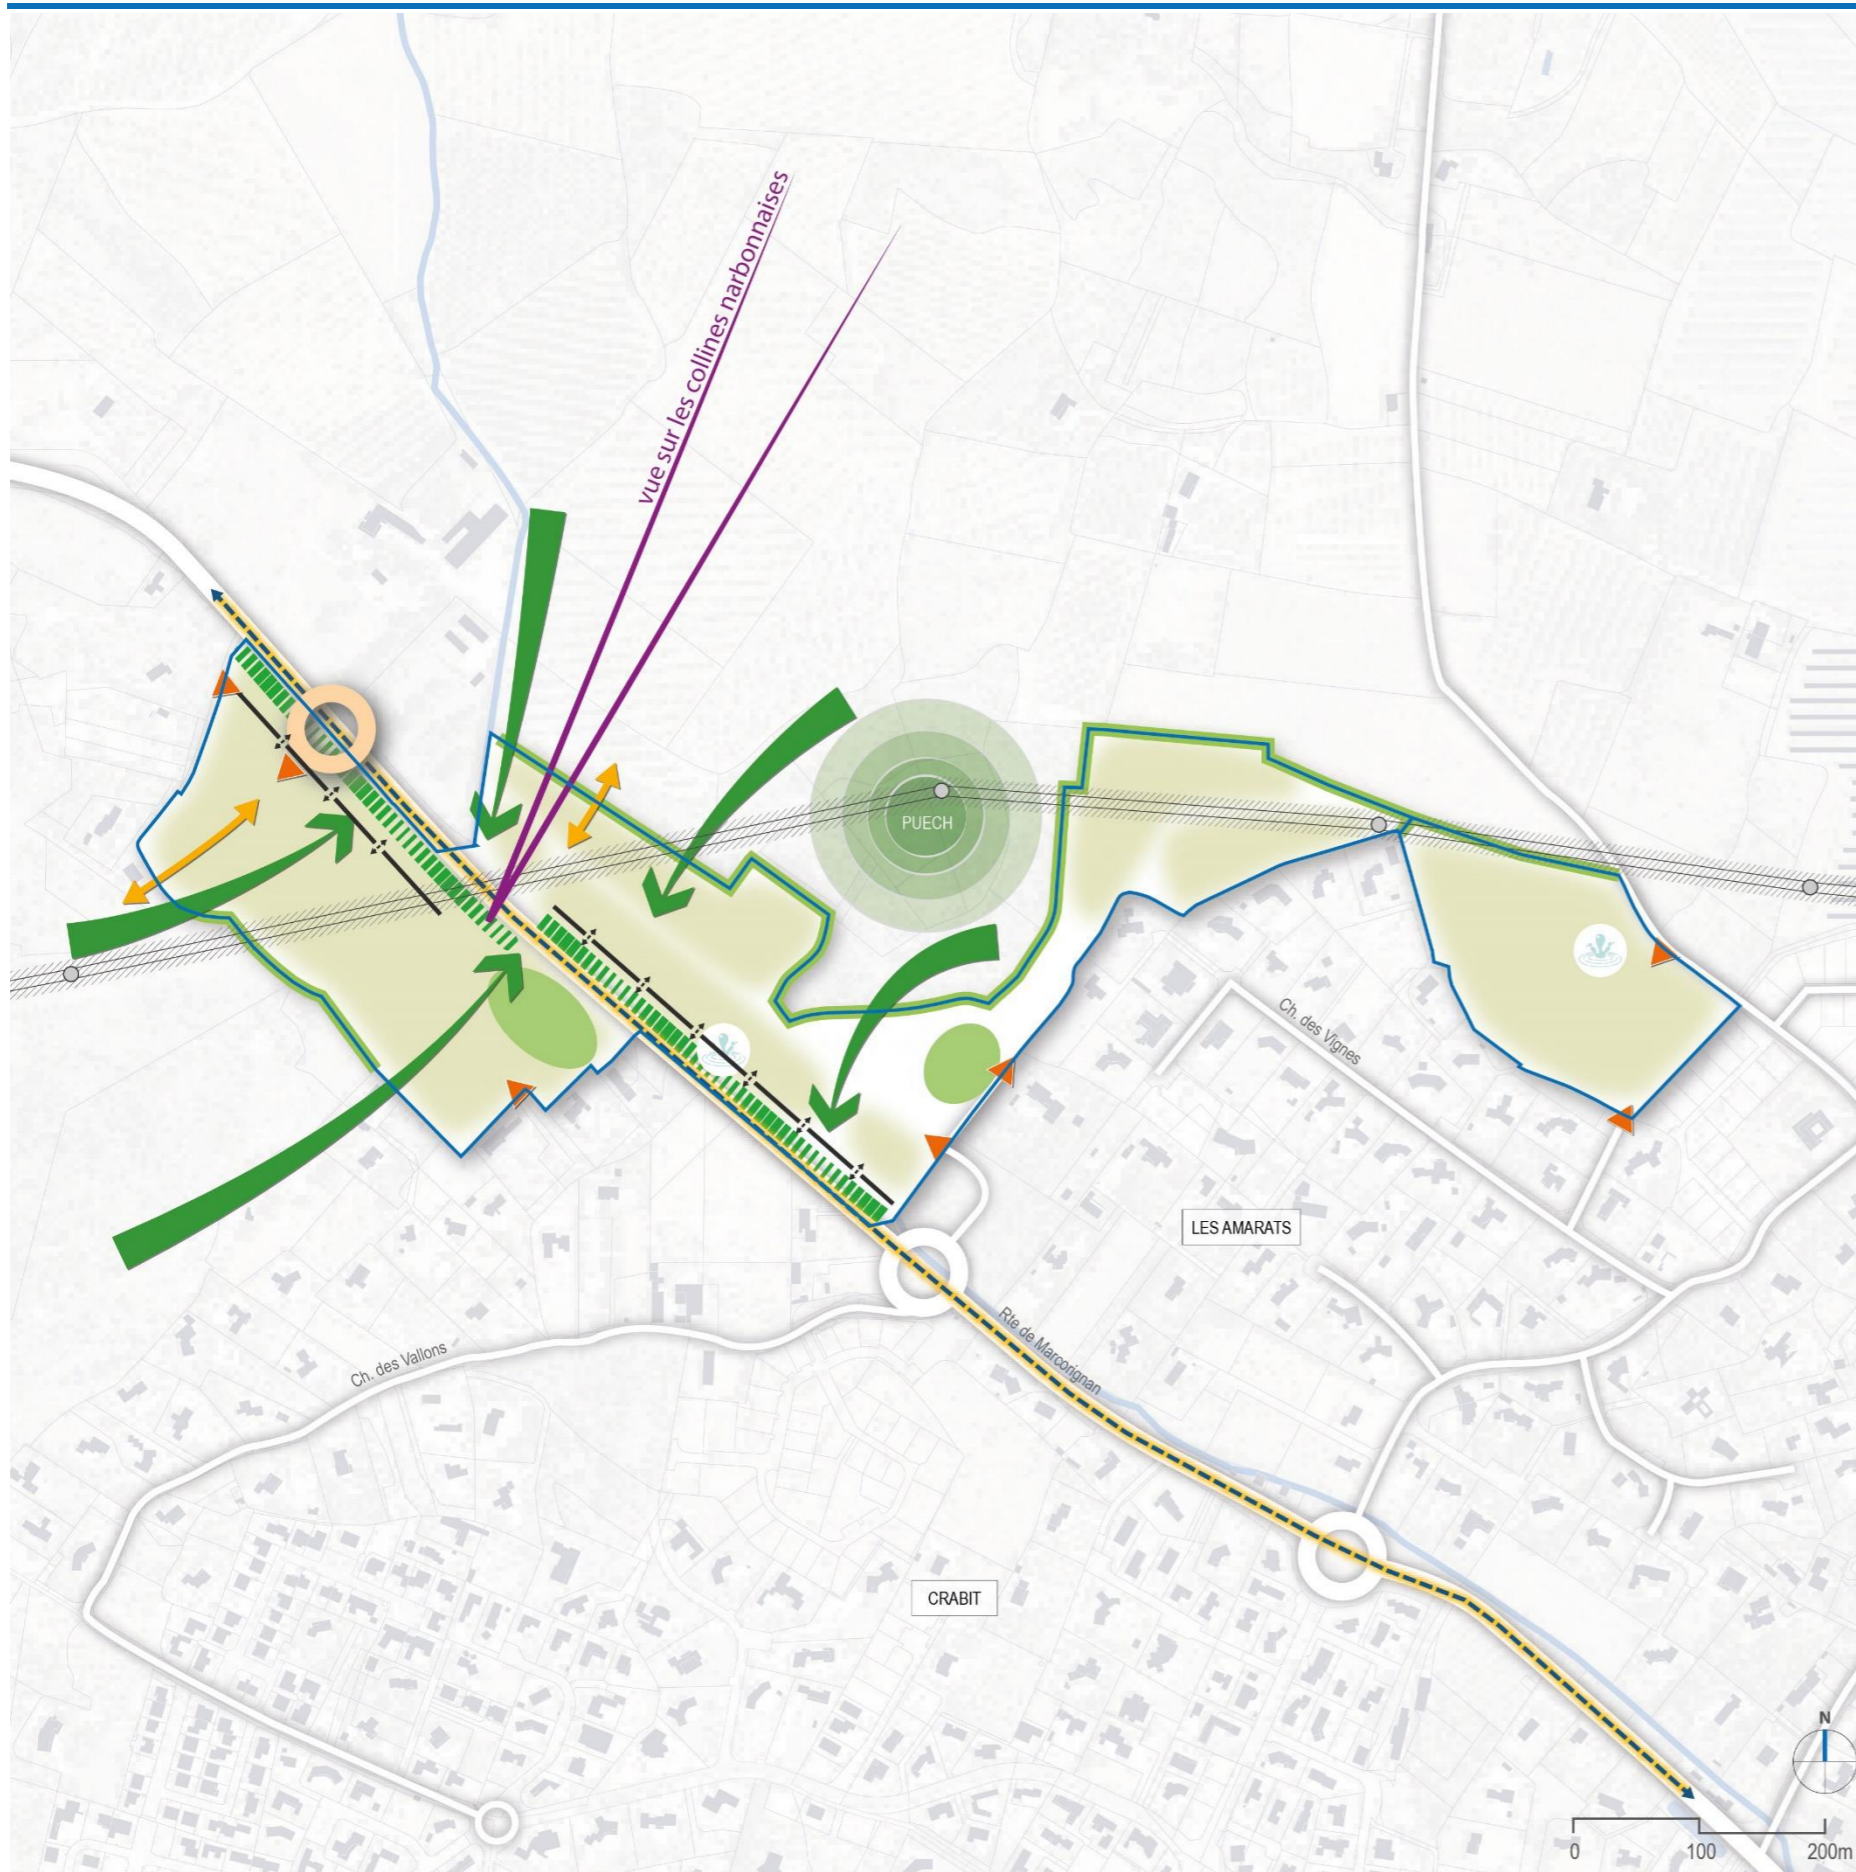 vue sur les collines narbonnaises
PUECH
Ch. des Vignes
LES AMARATS
Rte de Marcorignan
Ch. des Vallons
CRABIT
N
0 100 200m